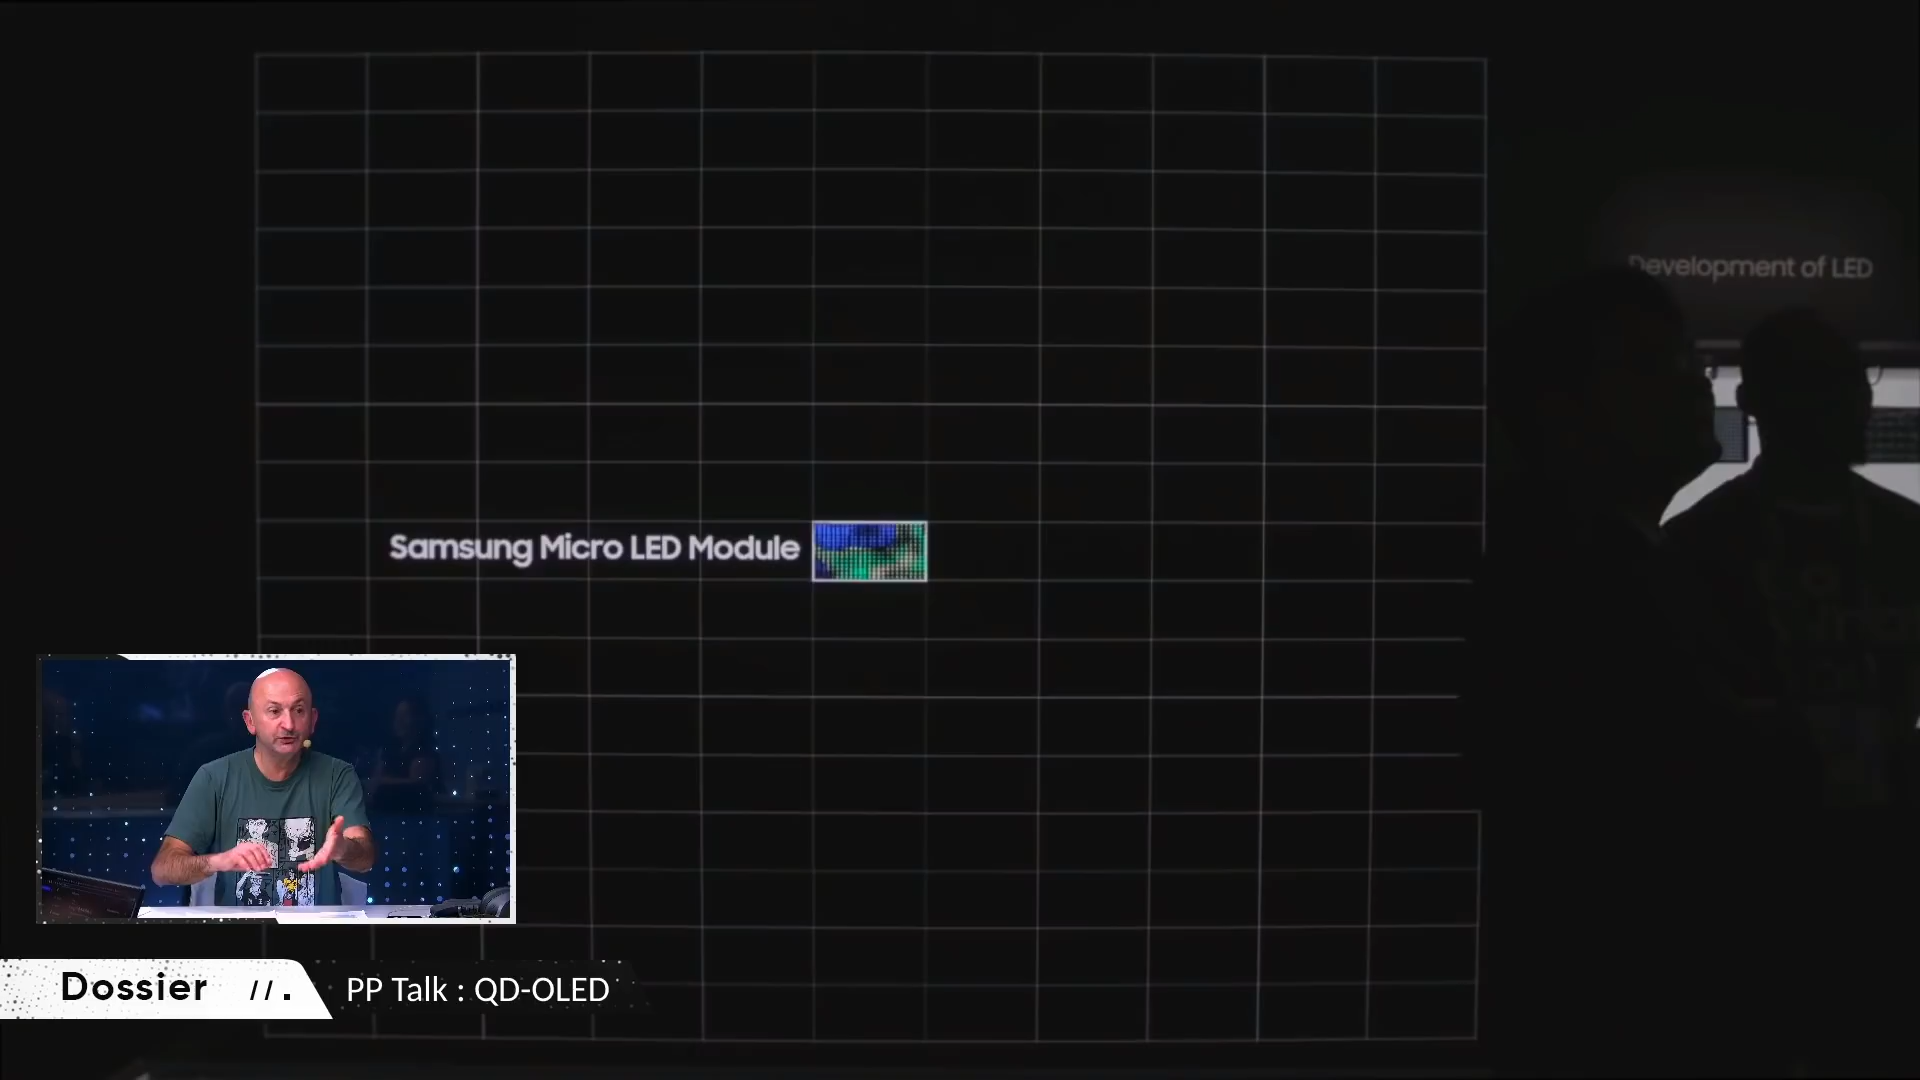 Development of LED
Samsung Micro LED Module
Dossier //.
PP Talk : QD-OLED